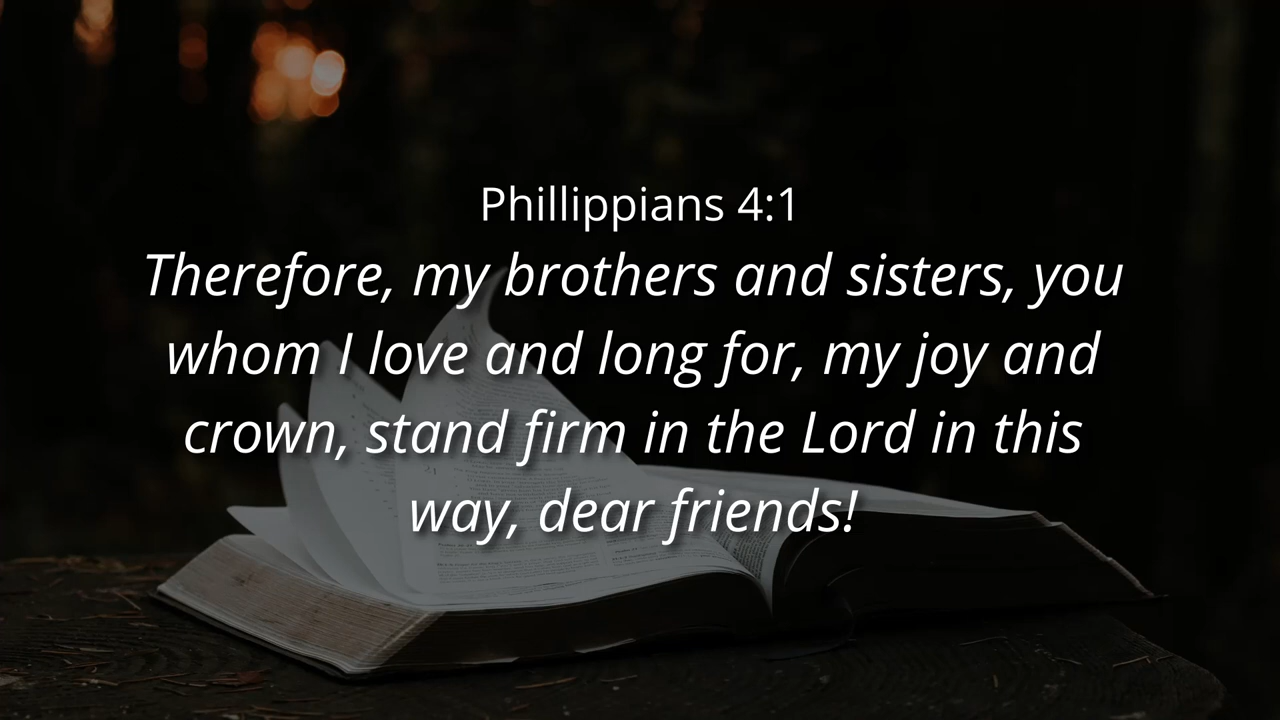 Phillippians 4:1
Therefore, my brothers and sisters, you
whom I love and long for, my joy and
crown, stand firm in the Lord in this
way, dear friends!